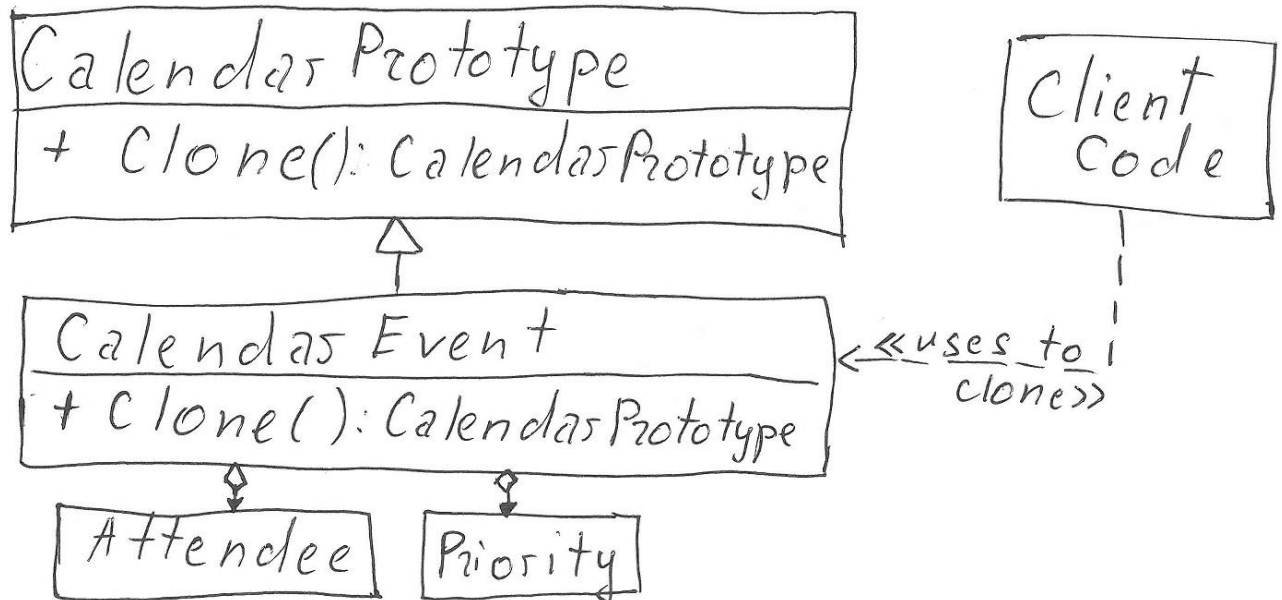 Calendar Prototype
+ Clone(): CalendarPrototype
Client
Code
Calendar Event
+ Clone(): CalendarPrototype
<<uses to
clone>>
Attendee
Priority